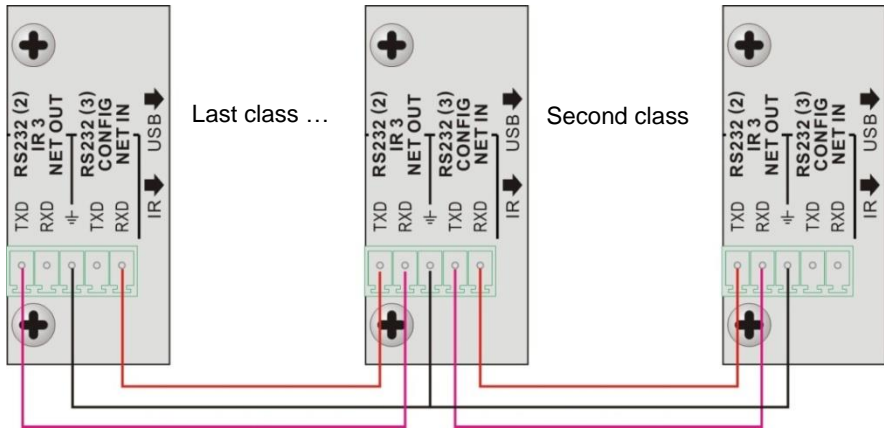 RS232 (2)
IR 3
NET OUT
RS232 (3)
CONFIG
NET IN
USB
IR
TXD
RXD
TXD
RXD
Last class …
RS232 (2)
IR 3
NET OUT
RS232 (3)
CONFIG
NET IN
USB
IR
TXD
RXD
TXD
RXD
Second class
RS232 (2)
IR 3
NET OUT
RS232 (3)
CONFIG
NET IN
USB
IR
TXD
RXD
TXD
RXD